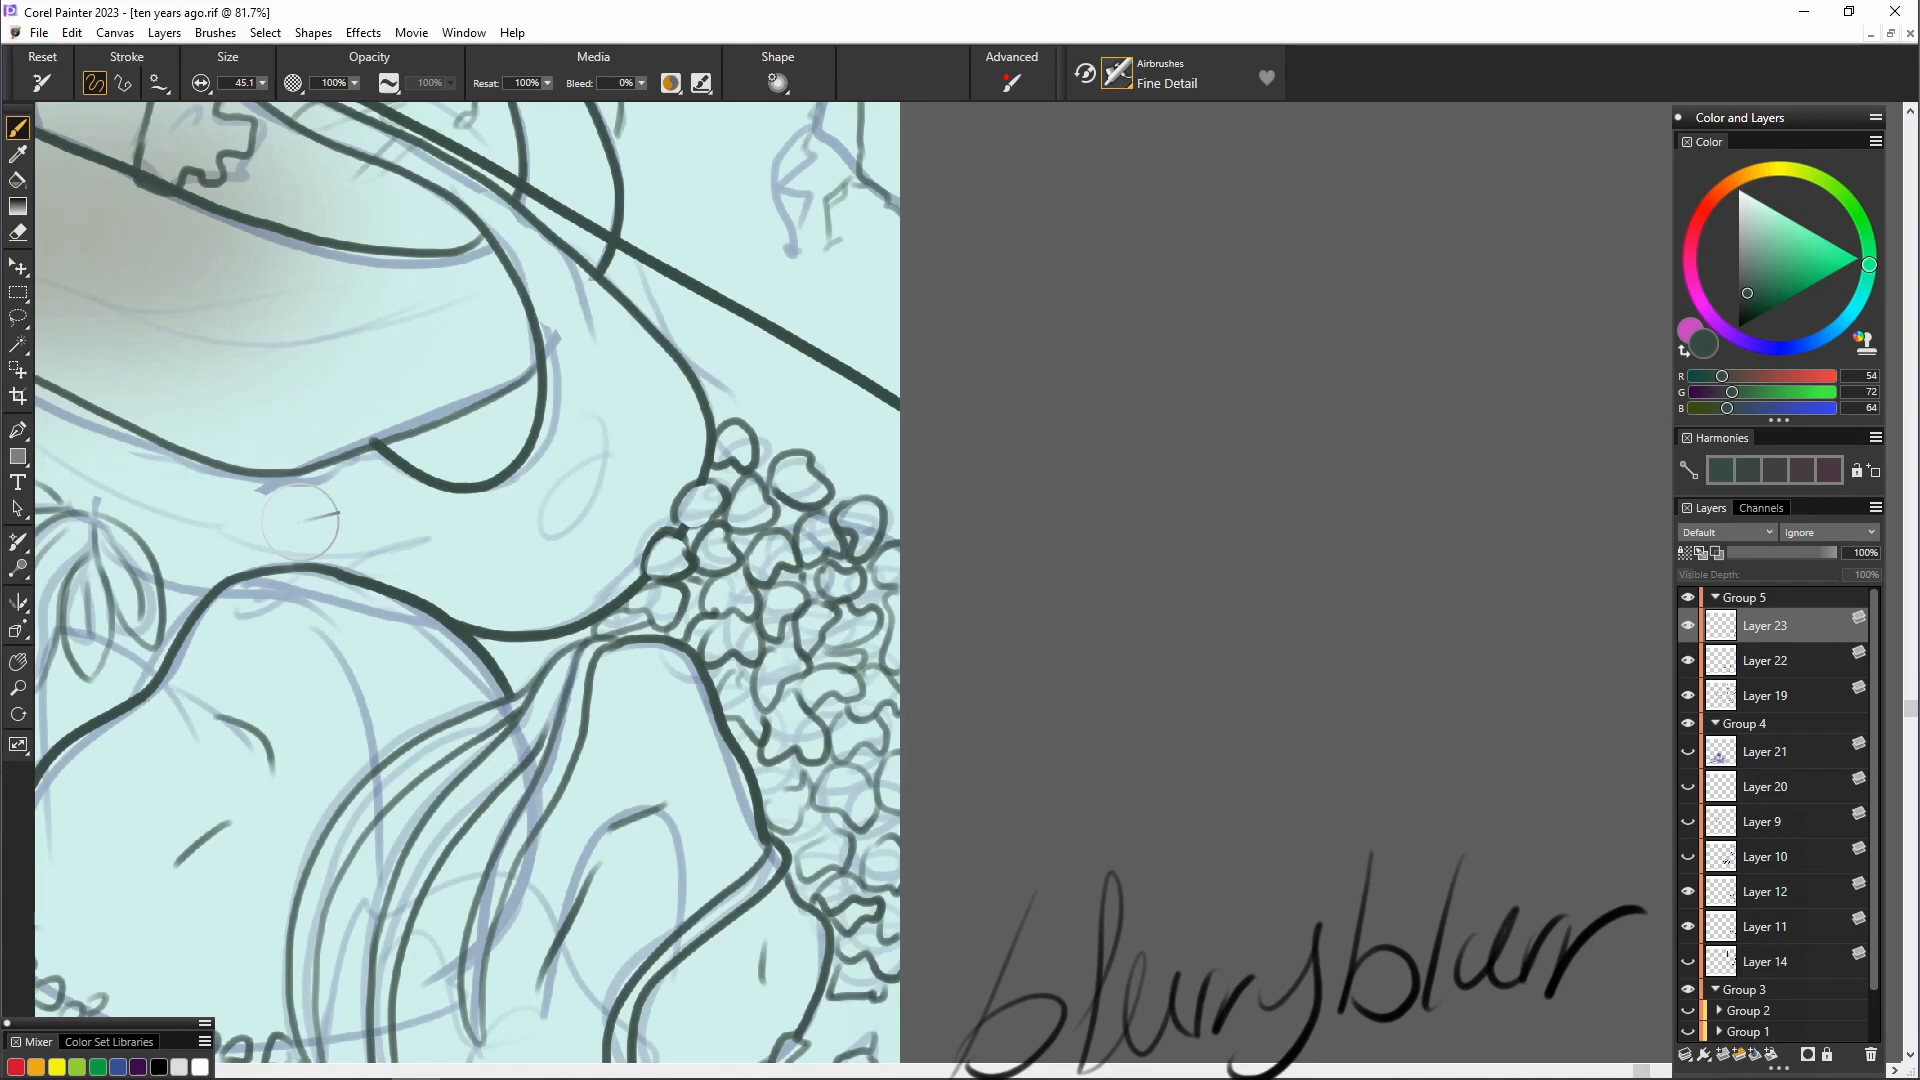 Corel Painter 2023 - [ten years ago.rif @ 81.7%]
File Edit Canvas Layers Brushes Select Shapes Effects Movie Window Help
Reset Stroke Size Opacity Media Shape Advanced
45.1 100% 100% Resat: 100% Bleed: 0%
Airbrushes
Fine Detail
Color and Layers
Color
R 54
G 72
B 64
Harmonies
Layers Channels
Default Ignore
100%
Visible Depth: 100%
Group 5
Layer 23
Layer 22
Layer 19
Group 4
Layer 21
Layer 20
Layer 9
Layer 10
Layer 12
Layer 11
Layer 14
Group 3
Group 2
Group 1
Mixer Color Set Libraries
blurryblurr